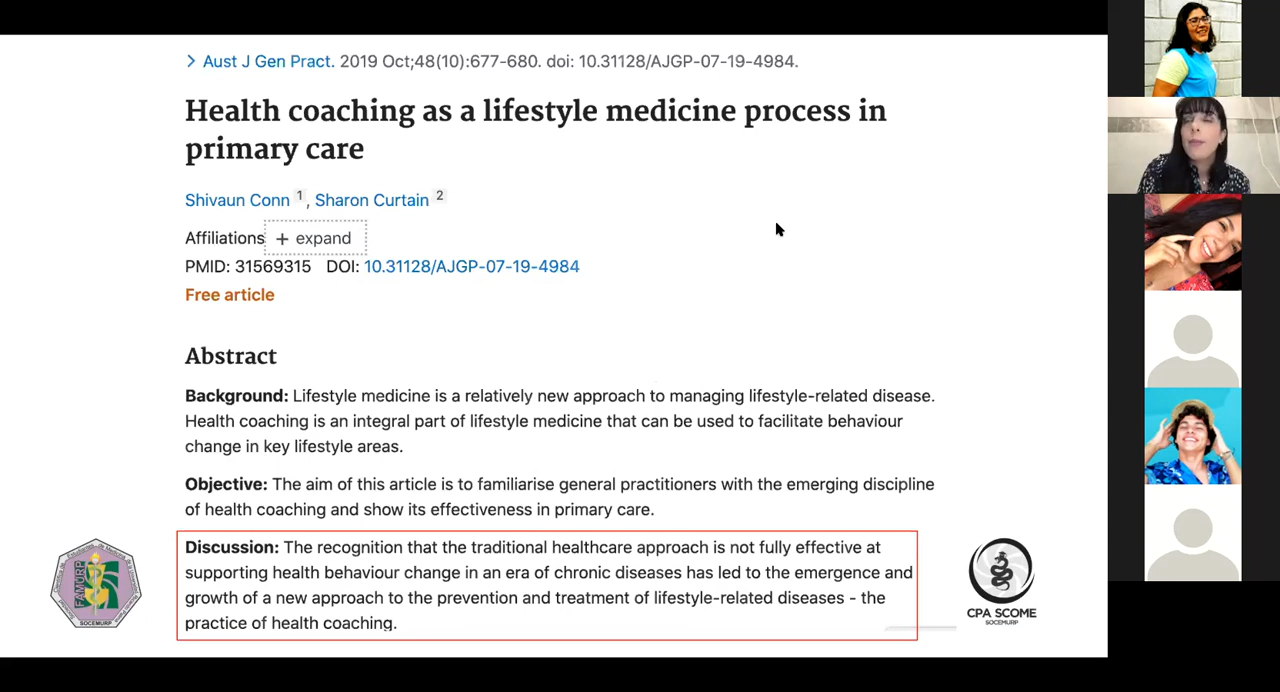 Aust J Gen Pract. 2019 Oct;48(10):677-680. doi: 10.31128/AJGP-07-19-4984.
Health coaching as a lifestyle medicine process in
primary care
Shivaun Conn 1, Sharon Curtain 2
Affiliations + expand
PMID: 31569315 DOI: 10.31128/AJGP-07-19-4984
Free article
Abstract
Background: Lifestyle medicine is a relatively new approach to managing lifestyle-related disease.
Health coaching is an integral part of lifestyle medicine that can be used to facilitate behaviour
change in key lifestyle areas.
Objective: The aim of this article is to familiarise general practitioners with the emerging discipline
of health coaching and show its effectiveness in primary care.
Discussion: The recognition that the traditional healthcare approach is not fully effective at
supporting health behaviour change in an era of chronic diseases has led to the emergence and
growth of a new approach to the prevention and treatment of lifestyle-related diseases - the
practice of health coaching.
FAMURP
SOCEMURP
CPA SCOME
SOCEMURP